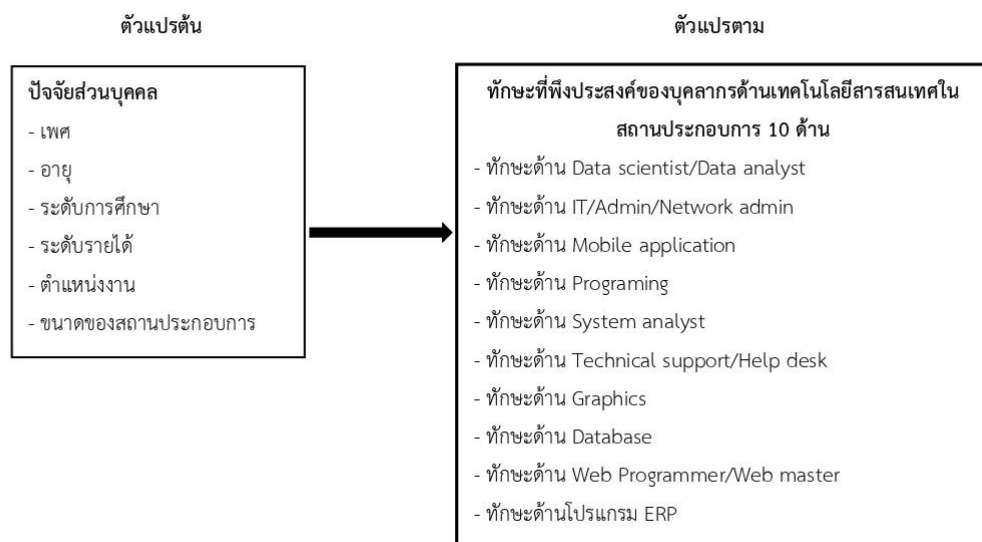 ตัวแปรต้น
ตัวแปรตาม
ปัจจัยส่วนบุคคล
- เพศ
- อายุ
- ระดับการศึกษา
- ระดับรายได้
- ตำแหน่งงาน
- ขนาดของสถานประกอบการ
ทักษะที่พึงประสงค์ของบุคลากรด้านเทคโนโลยีสารสนเทศใน
สถานประกอบการ 10 ด้าน
- ทักษะด้าน Data scientist/Data analyst
- ทักษะด้าน IT/Admin/Network admin
- ทักษะด้าน Mobile application
- ทักษะด้าน Programing
- ทักษะด้าน System analyst
- ทักษะด้าน Technical support/Help desk
- ทักษะด้าน Graphics
- ทักษะด้าน Database
- ทักษะด้าน Web Programmer/Web master
- ทักษะด้านโปรแกรม ERP